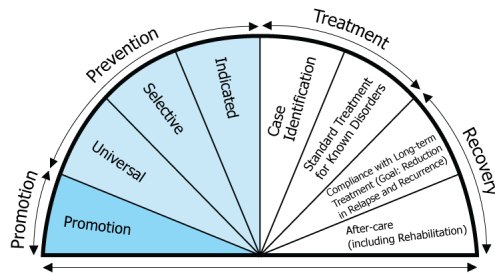 Promotion
Prevention
Treatment
Recovery
Promotion
Universal
Selective
Indicated
Case
Identification
Standard Treatment
for Known Disorders
Compliance with Long-term
Treatment (Goal: Reduction
in Relapse and Recurrence)
After-care
(including Rehabilitation)